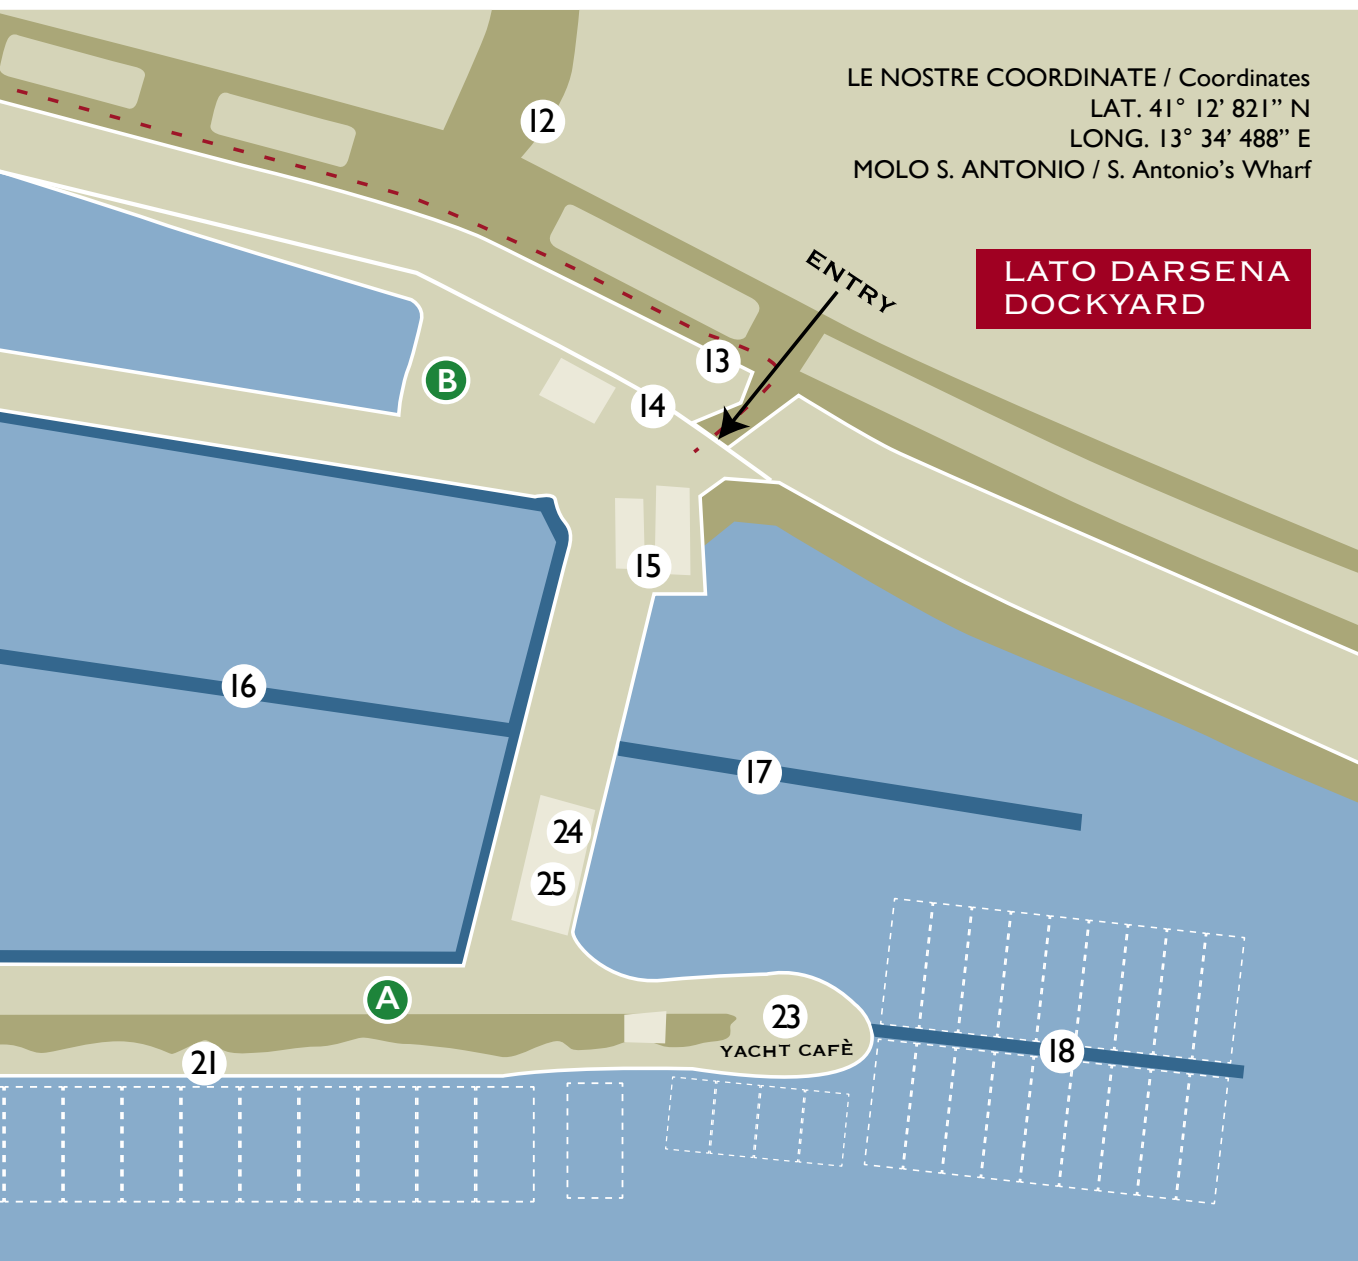 LE NOSTRE COORDINATE / Coordinates
LAT. 41° 12’ 821” N
LONG. 13° 34’ 488” E
MOLO S. ANTONIO / S. Antonio’s Wharf
LATO DARSENA
DOCKYARD
12
ENTRY
13
B
14
15
16
17
24
25
A
23
YACHT CAFÈ
18
21